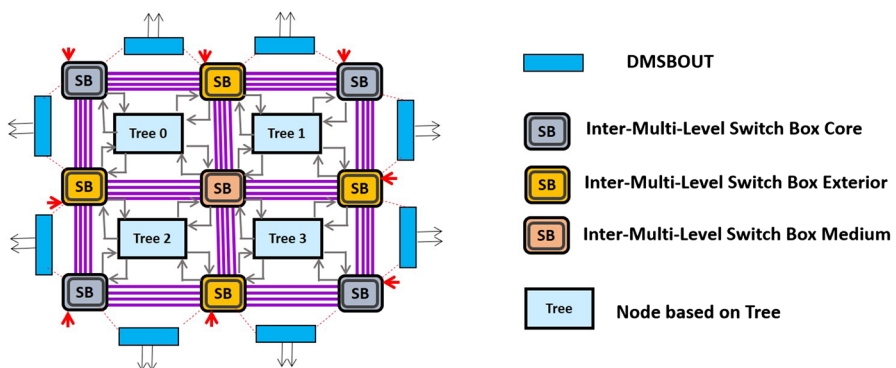 SB SB SB
Tree 0 Tree 1
SB SB SB
Tree 2 Tree 3
SB SB SB
DMSBOUT
SB Inter-Multi-Level Switch Box Core
SB Inter-Multi-Level Switch Box Exterior
SB Inter-Multi-Level Switch Box Medium
Tree Node based on Tree